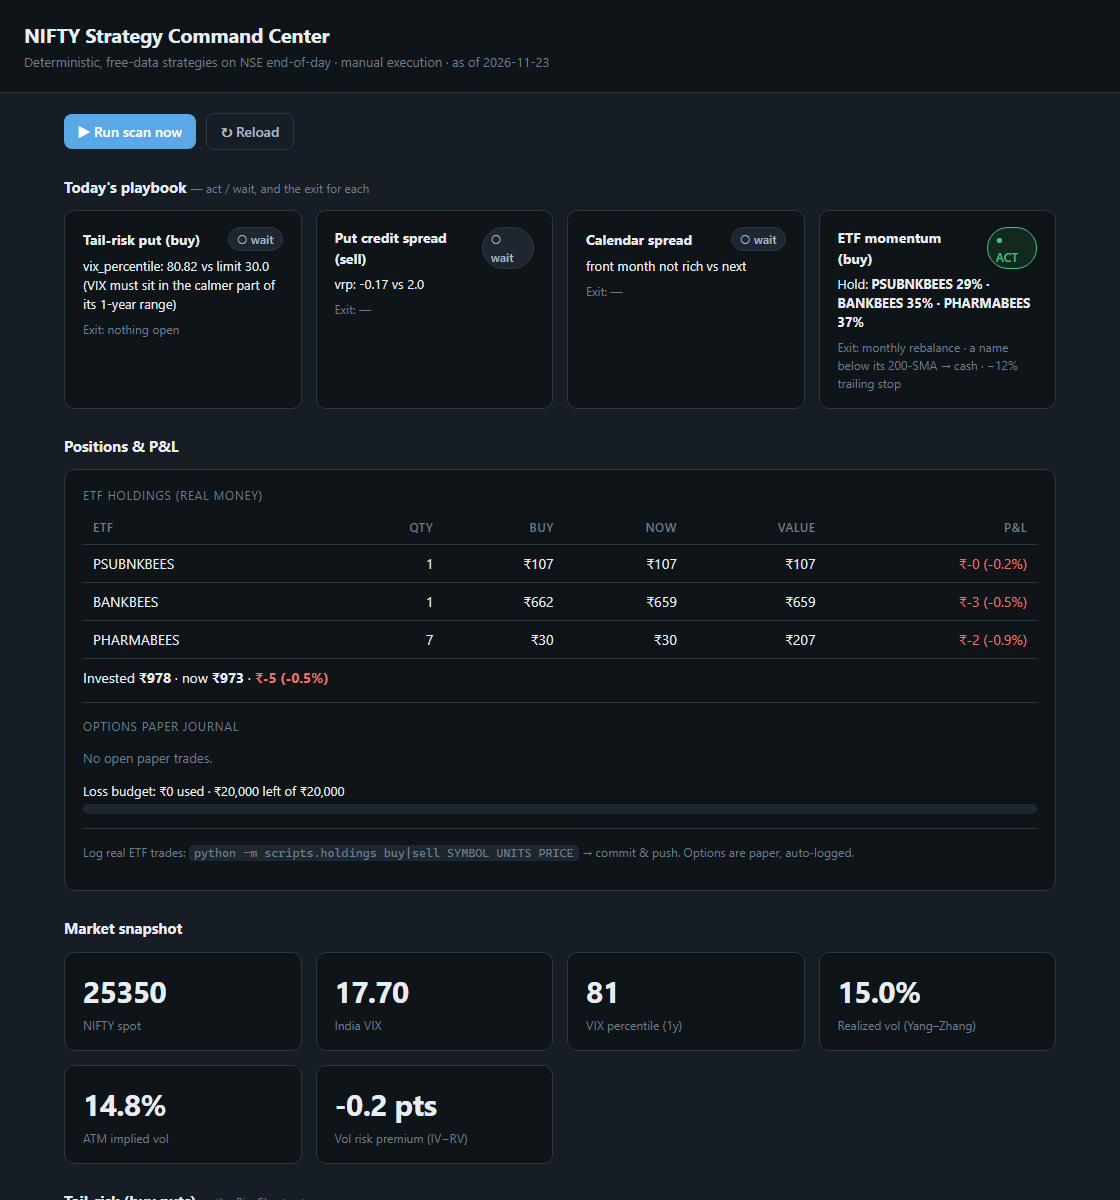 NIFTY Strategy Command Center
Deterministic, free-data strategies on NSE end-of-day · manual execution · as of 2026-11-23
▶ Run scan now
↻ Reload
Today's playbook — act / wait, and the exit for each
Tail-risk put (buy)
○ wait
vix_percentile: 80.82 vs limit 30.0
(VIX must sit in the calmer part of
its 1-year range)
Exit: nothing open
Put credit spread
(sell)
○
wait
vrp: -0.17 vs 2.0
Exit: —
Calendar spread
○ wait
front month not rich vs next
Exit: —
ETF momentum
(buy)
●
ACT
Hold: PSUBNKBEES 29% ·
BANKBEES 35% · PHARMABEES
37%
Exit: monthly rebalance · a name
below its 200-SMA → cash · −12%
trailing stop
Positions & P&L
ETF HOLDINGS (REAL MONEY)
ETF QTY BUY NOW VALUE P&L
PSUBNKBEES 1 ₹107 ₹107 ₹107 ₹-0 (-0.2%)
BANKBEES 1 ₹662 ₹659 ₹659 ₹-3 (-0.5%)
PHARMABEES 7 ₹30 ₹30 ₹207 ₹-2 (-0.9%)
Invested ₹978 · now ₹973 · ₹-5 (-0.5%)
OPTIONS PAPER JOURNAL
No open paper trades.
Loss budget: ₹0 used · ₹20,000 left of ₹20,000
Log real ETF trades: python -m scripts.holdings buy|sell SYMBOL UNITS PRICE → commit & push. Options are paper, auto-logged.
Market snapshot
25350
NIFTY spot
17.70
India VIX
81
VIX percentile (1y)
15.0%
Realized vol (Yang–Zhang)
14.8%
ATM implied vol
-0.2 pts
Vol risk premium (IV−RV)